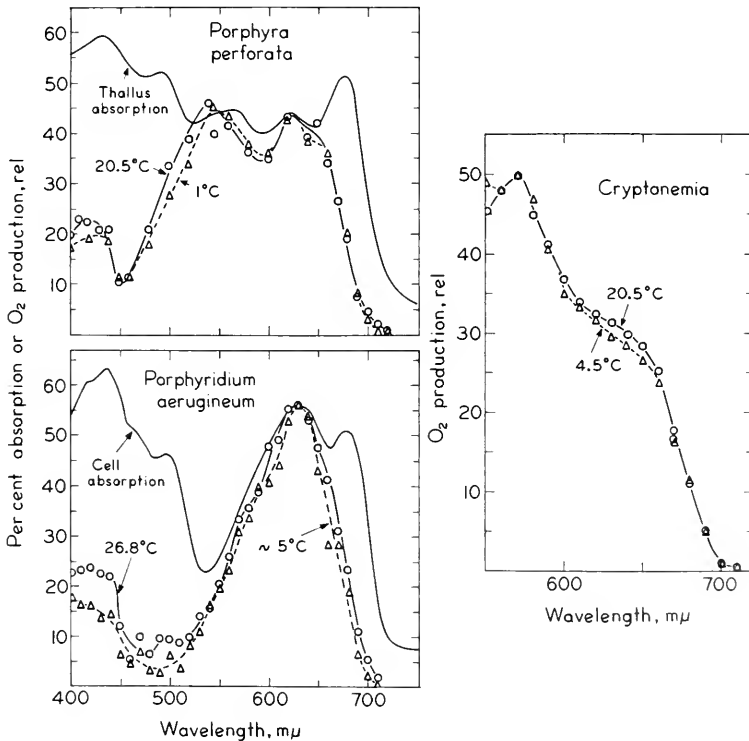 Per cent absorption or O2 production, rel
60
50
40
30
20
10
Porphyra
perforata
Thallus
absorption
20.5°C
1°C
60
50
40
30
20
10
Porphyridium
aerugineum
Cell
absorption
26.8°C
~ 5°C
400
500
600
700
Wavelength, mμ
O2 production, rel
50
40
30
20
10
Cryptonemia
20.5°C
4.5°C
600
700
Wavelength, mμ